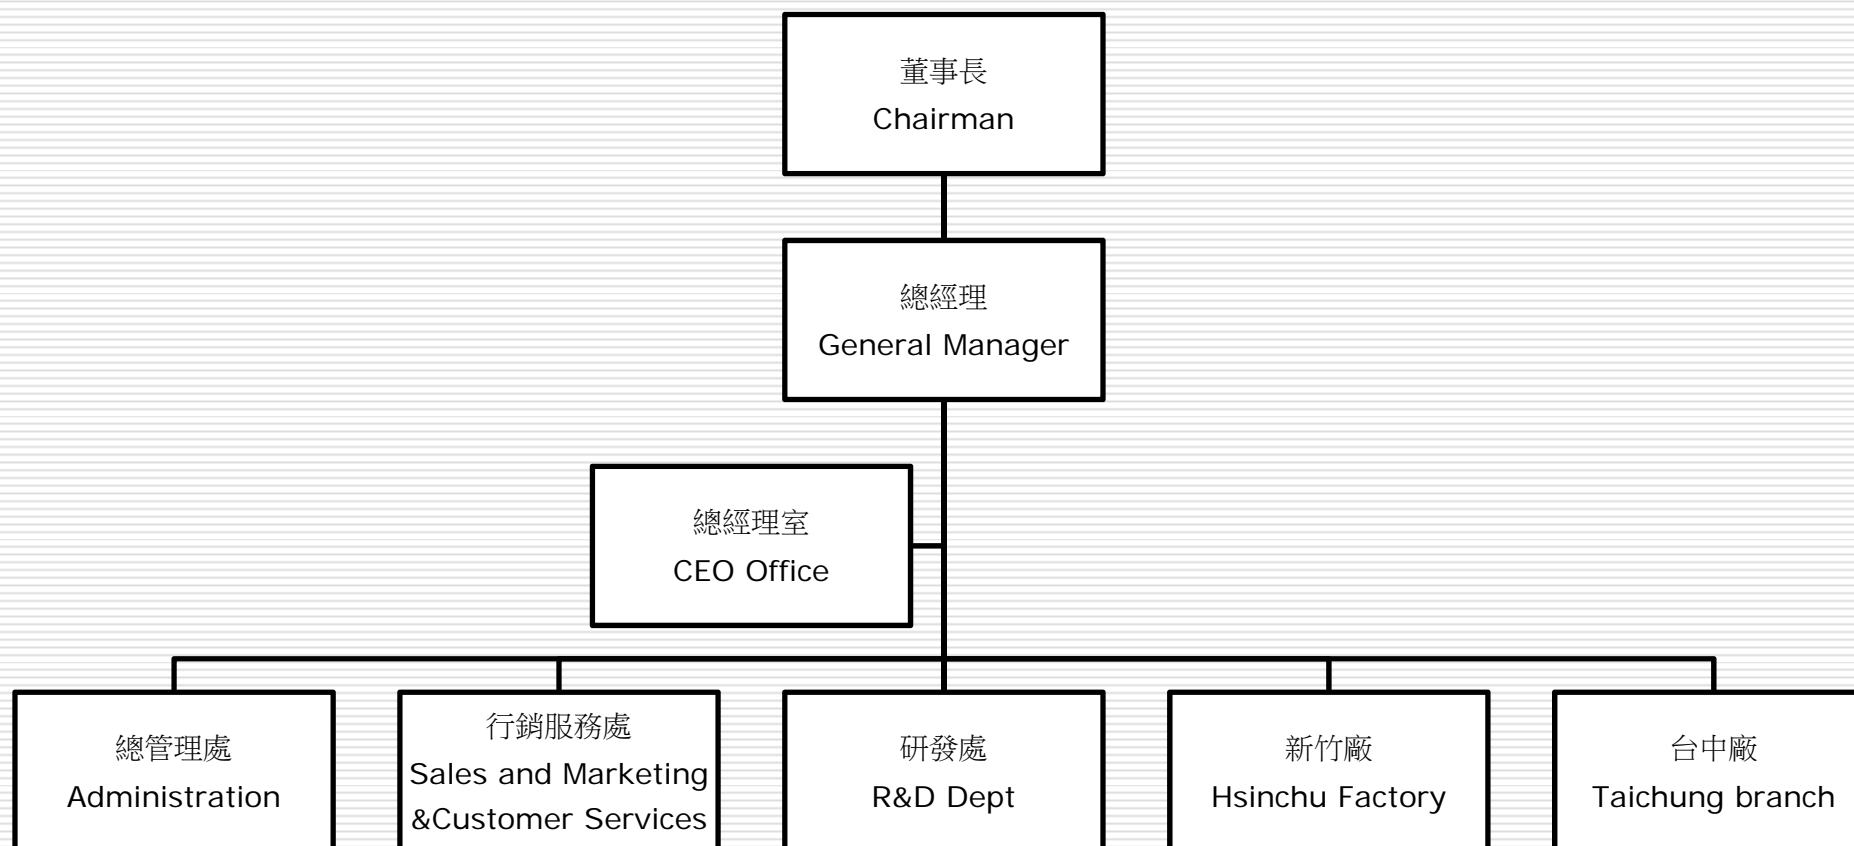 董事長
Chairman
總經理
General Manager
總經理室
CEO Office
總管理處
Administration
行銷服務處
Sales and Marketing
&Customer Services
研發處
R&D Dept
新竹廠
Hsinchu Factory
台中廠
Taichung branch